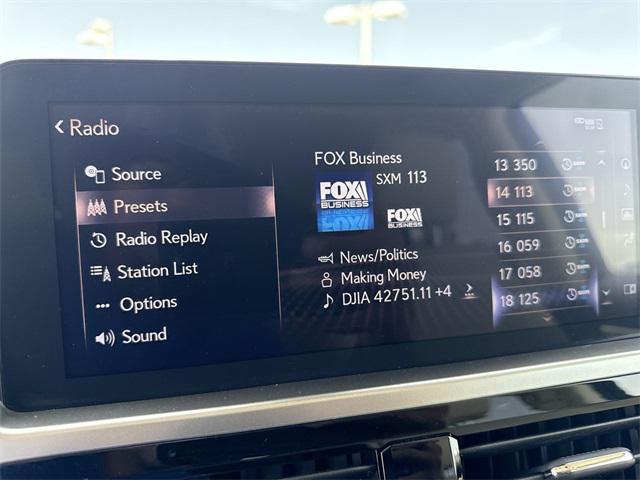 Radio
Source
Presets
Radio Replay
Station List
Options
Sound
FOX Business
SXM 113
FOX
BUSINESS
FOX
BUSINESS
News/Politics
Making Money
DJIA 42751.11 +4
13 350
14 113
15 115
16 059
17 058
18 125